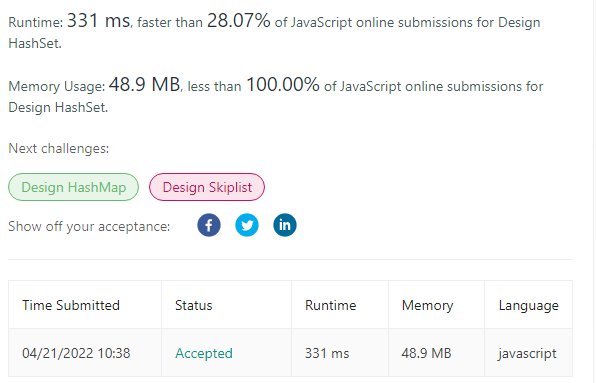 Runtime: 331 ms, faster than 28.07% of JavaScript online submissions for Design
HashSet.
Memory Usage: 48.9 MB, less than 100.00% of JavaScript online submissions for
Design HashSet.
Next challenges:
Design HashMap Design Skiplist
Show off your acceptance: f in
Time Submitted Status Runtime Memory Language
04/21/2022 10:38 Accepted 331 ms 48.9 MB javascript